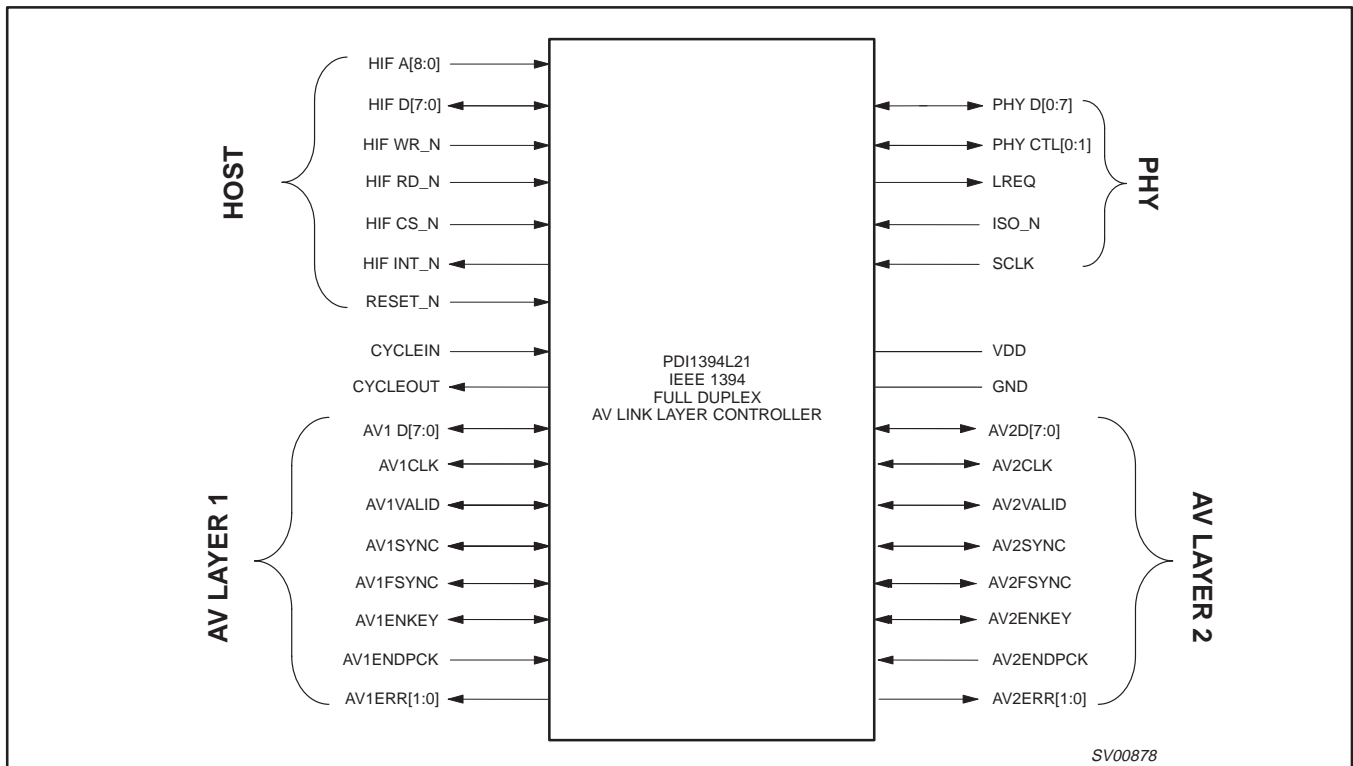 HOST
HIF A[8:0]
HIF D[7:0]
HIF WR_N
HIF RD_N
HIF CS_N
HIF INT_N
RESET_N
CYCLEIN
CYCLEOUT
AV LAYER 1
AV1 D[7:0]
AV1CLK
AV1VALID
AV1SYNC
AV1FSYNC
AV1ENKEY
AV1ENDPCK
AV1ERR[1:0]
PDI1394L21
IEEE 1394
FULL DUPLEX
AV LINK LAYER CONTROLLER
PHY D[0:7]
PHY CTL[0:1]
LREQ
ISO_N
SCLK
PHY
VDD
GND
AV2D[7:0]
AV2CLK
AV2VALID
AV2SYNC
AV2FSYNC
AV2ENKEY
AV2ENDPCK
AV2ERR[1:0]
AV LAYER 2
SV00878